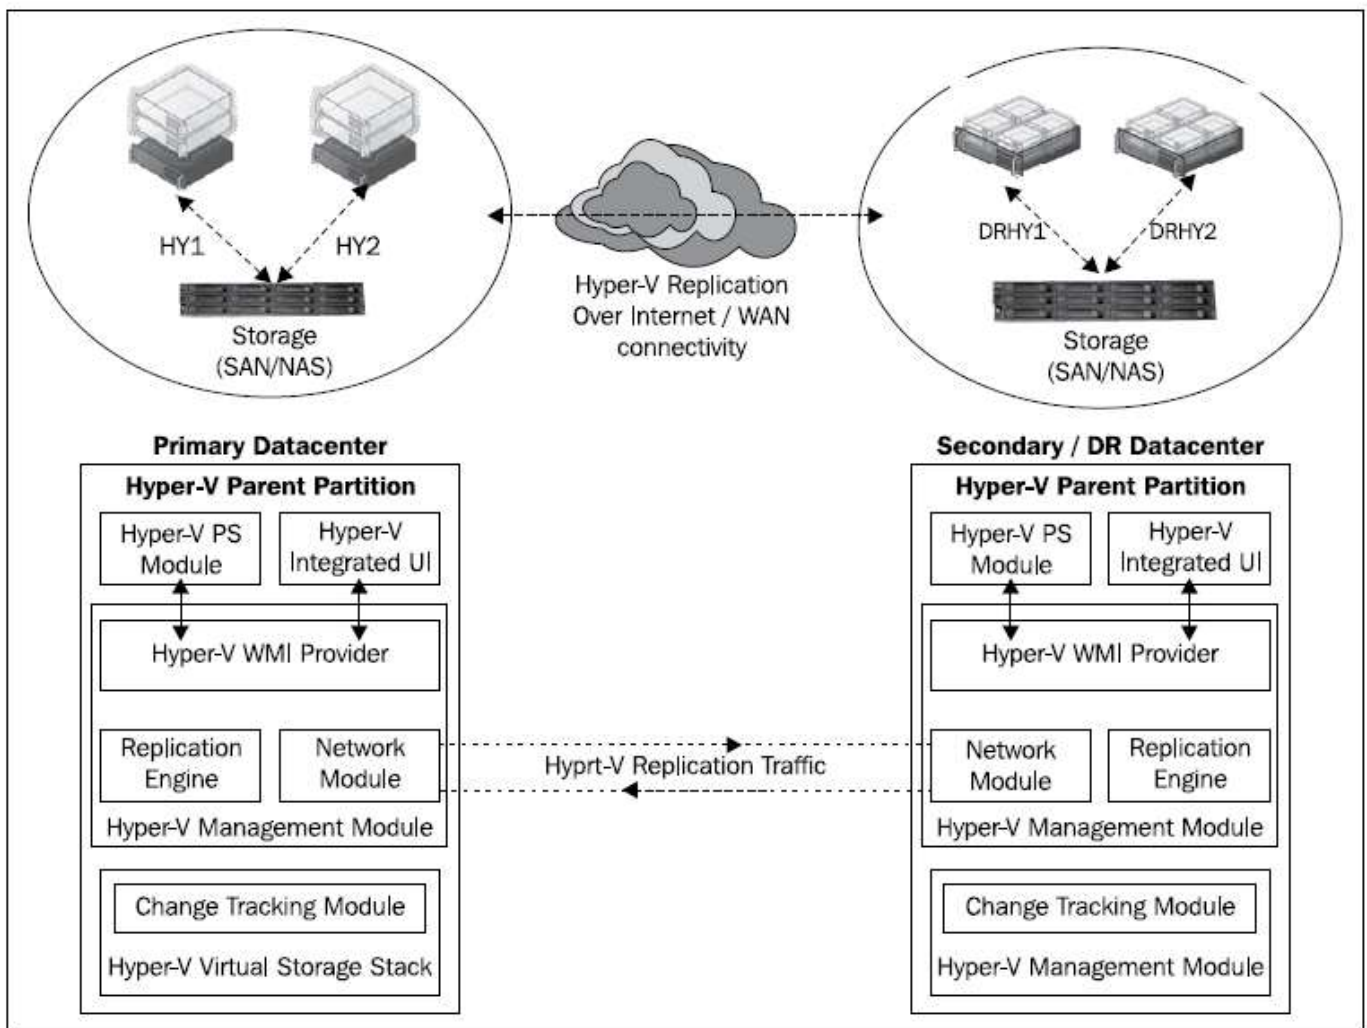 HY1
HY2
Storage
(SAN/NAS)
Hyper-V Replication
Over Internet / WAN
connectivity
DRHY1
DRHY2
Storage
(SAN/NAS)
Primary Datacenter
Hyper-V Parent Partition
Hyper-V PS
Module
Hyper-V
Integrated UI
Hyper-V WMI Provider
Replication
Engine
Network
Module
Hyper-V Management Module
Change Tracking Module
Hyper-V Virtual Storage Stack
Hyprt-V Replication Traffic
Secondary / DR Datacenter
Hyper-V Parent Partition
Hyper-V PS
Module
Hyper-V
Integrated UI
Hyper-V WMI Provider
Network
Module
Replication
Engine
Hyper-V Management Module
Change Tracking Module
Hyper-V Management Module